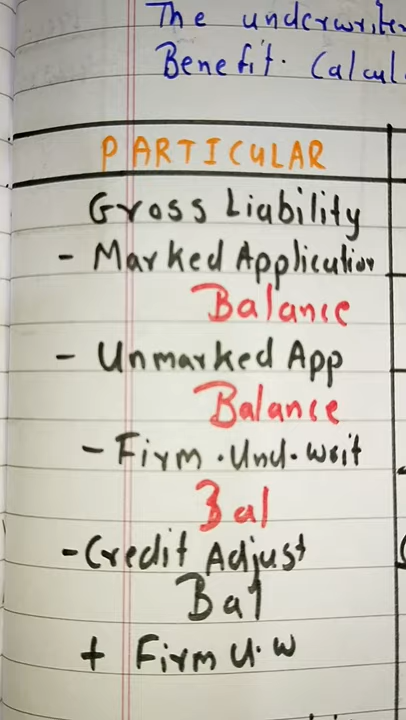 The underwriter
Benefit. Calcul
PARTICULAR
Gross Liability
- Marked Application
Balance
- Unmarked App
Balance
- Firm . Und . writ
Bal
- Credit Adjust
Bal
+ Firm U.W